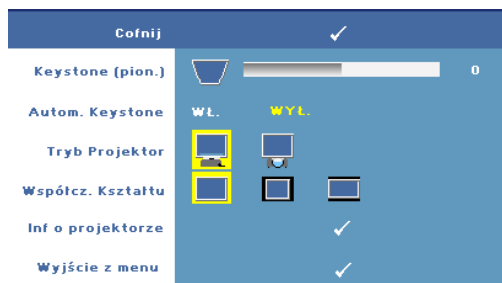 Cofnij
Keystone (pion.) 0
Autom. Keystone WŁ. WYŁ.
Tryb Projektor
Współcz. Kształtu
Inf o projektorze
Wyjście z menu